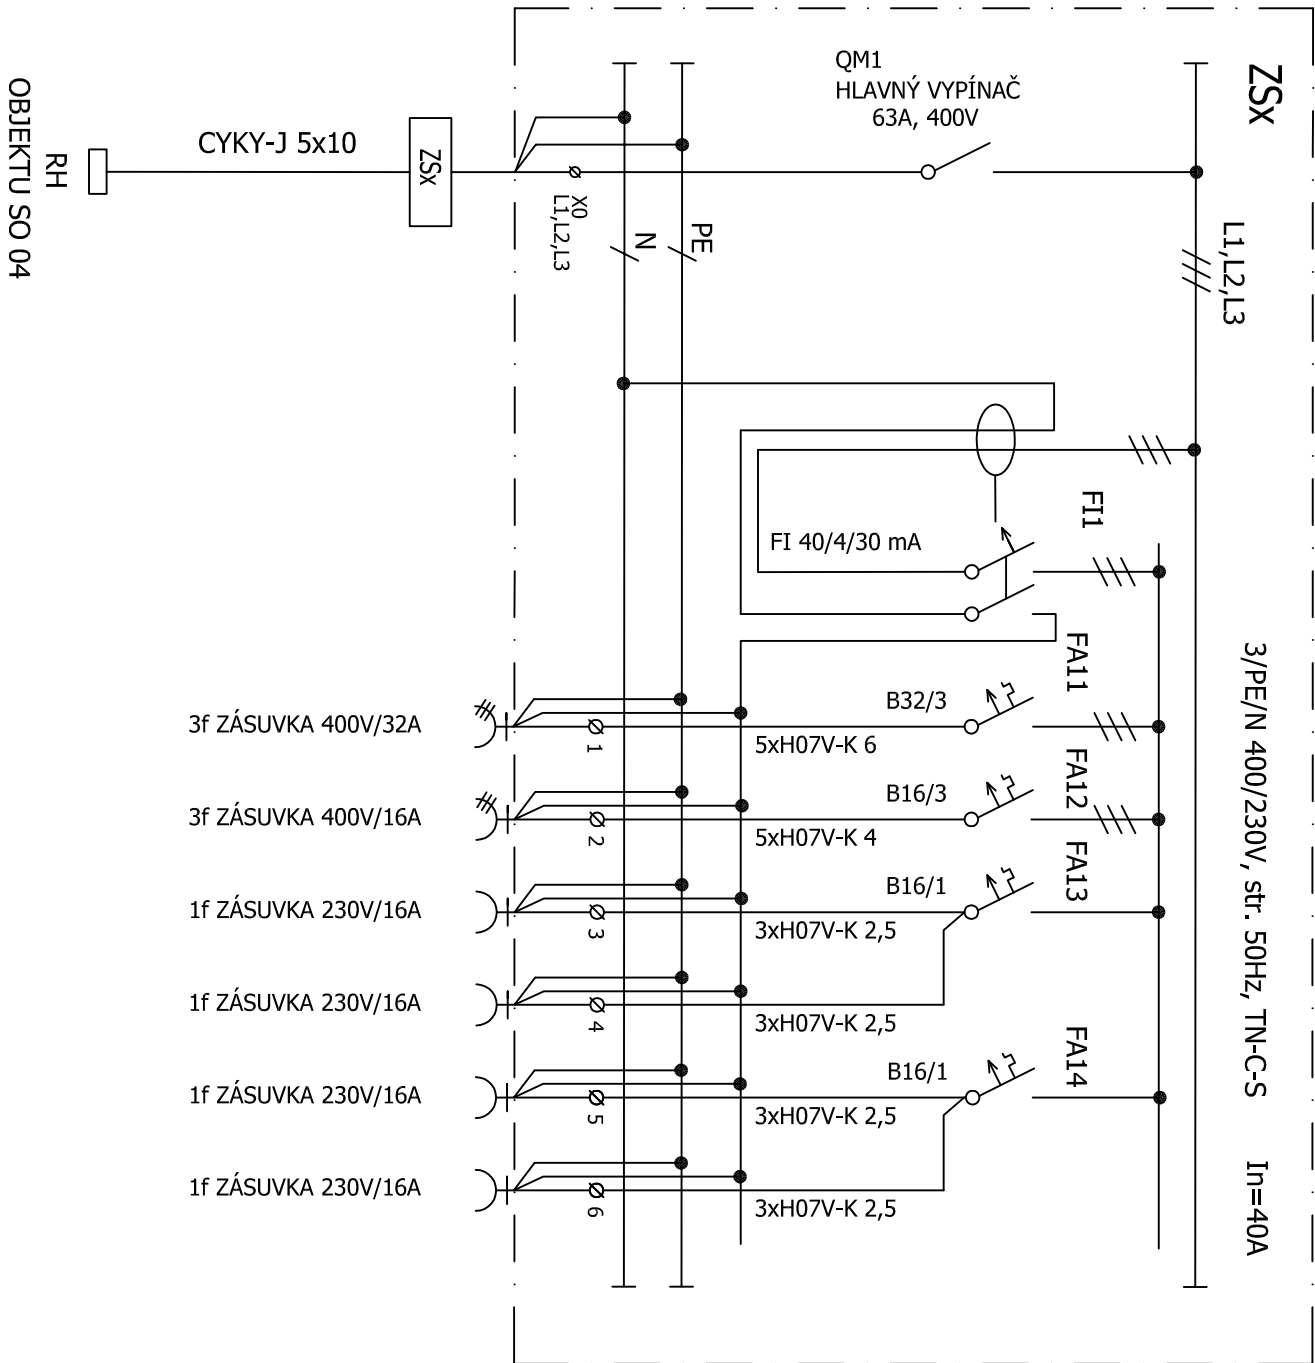 ZSx
QM1
HLAVNÝ VYPÍNAČ
63A, 400V
CYKY-J 5x10
ZSx
RH
OBJEKTU SO 04
X0
L1,L2,L3
N
PE
L1,L2,L3
FI1
FI 40/4/30 mA
3/PE/N 400/230V, str. 50Hz, TN-C-S
In=40A
FA11
B32/3
3f ZÁSUVKA 400V/32A
1
5xH07V-K 6
FA12
B16/3
3f ZÁSUVKA 400V/16A
2
5xH07V-K 4
FA13
B16/1
1f ZÁSUVKA 230V/16A
3
3xH07V-K 2,5
1f ZÁSUVKA 230V/16A
4
3xH07V-K 2,5
FA14
B16/1
1f ZÁSUVKA 230V/16A
5
3xH07V-K 2,5
1f ZÁSUVKA 230V/16A
6
3xH07V-K 2,5